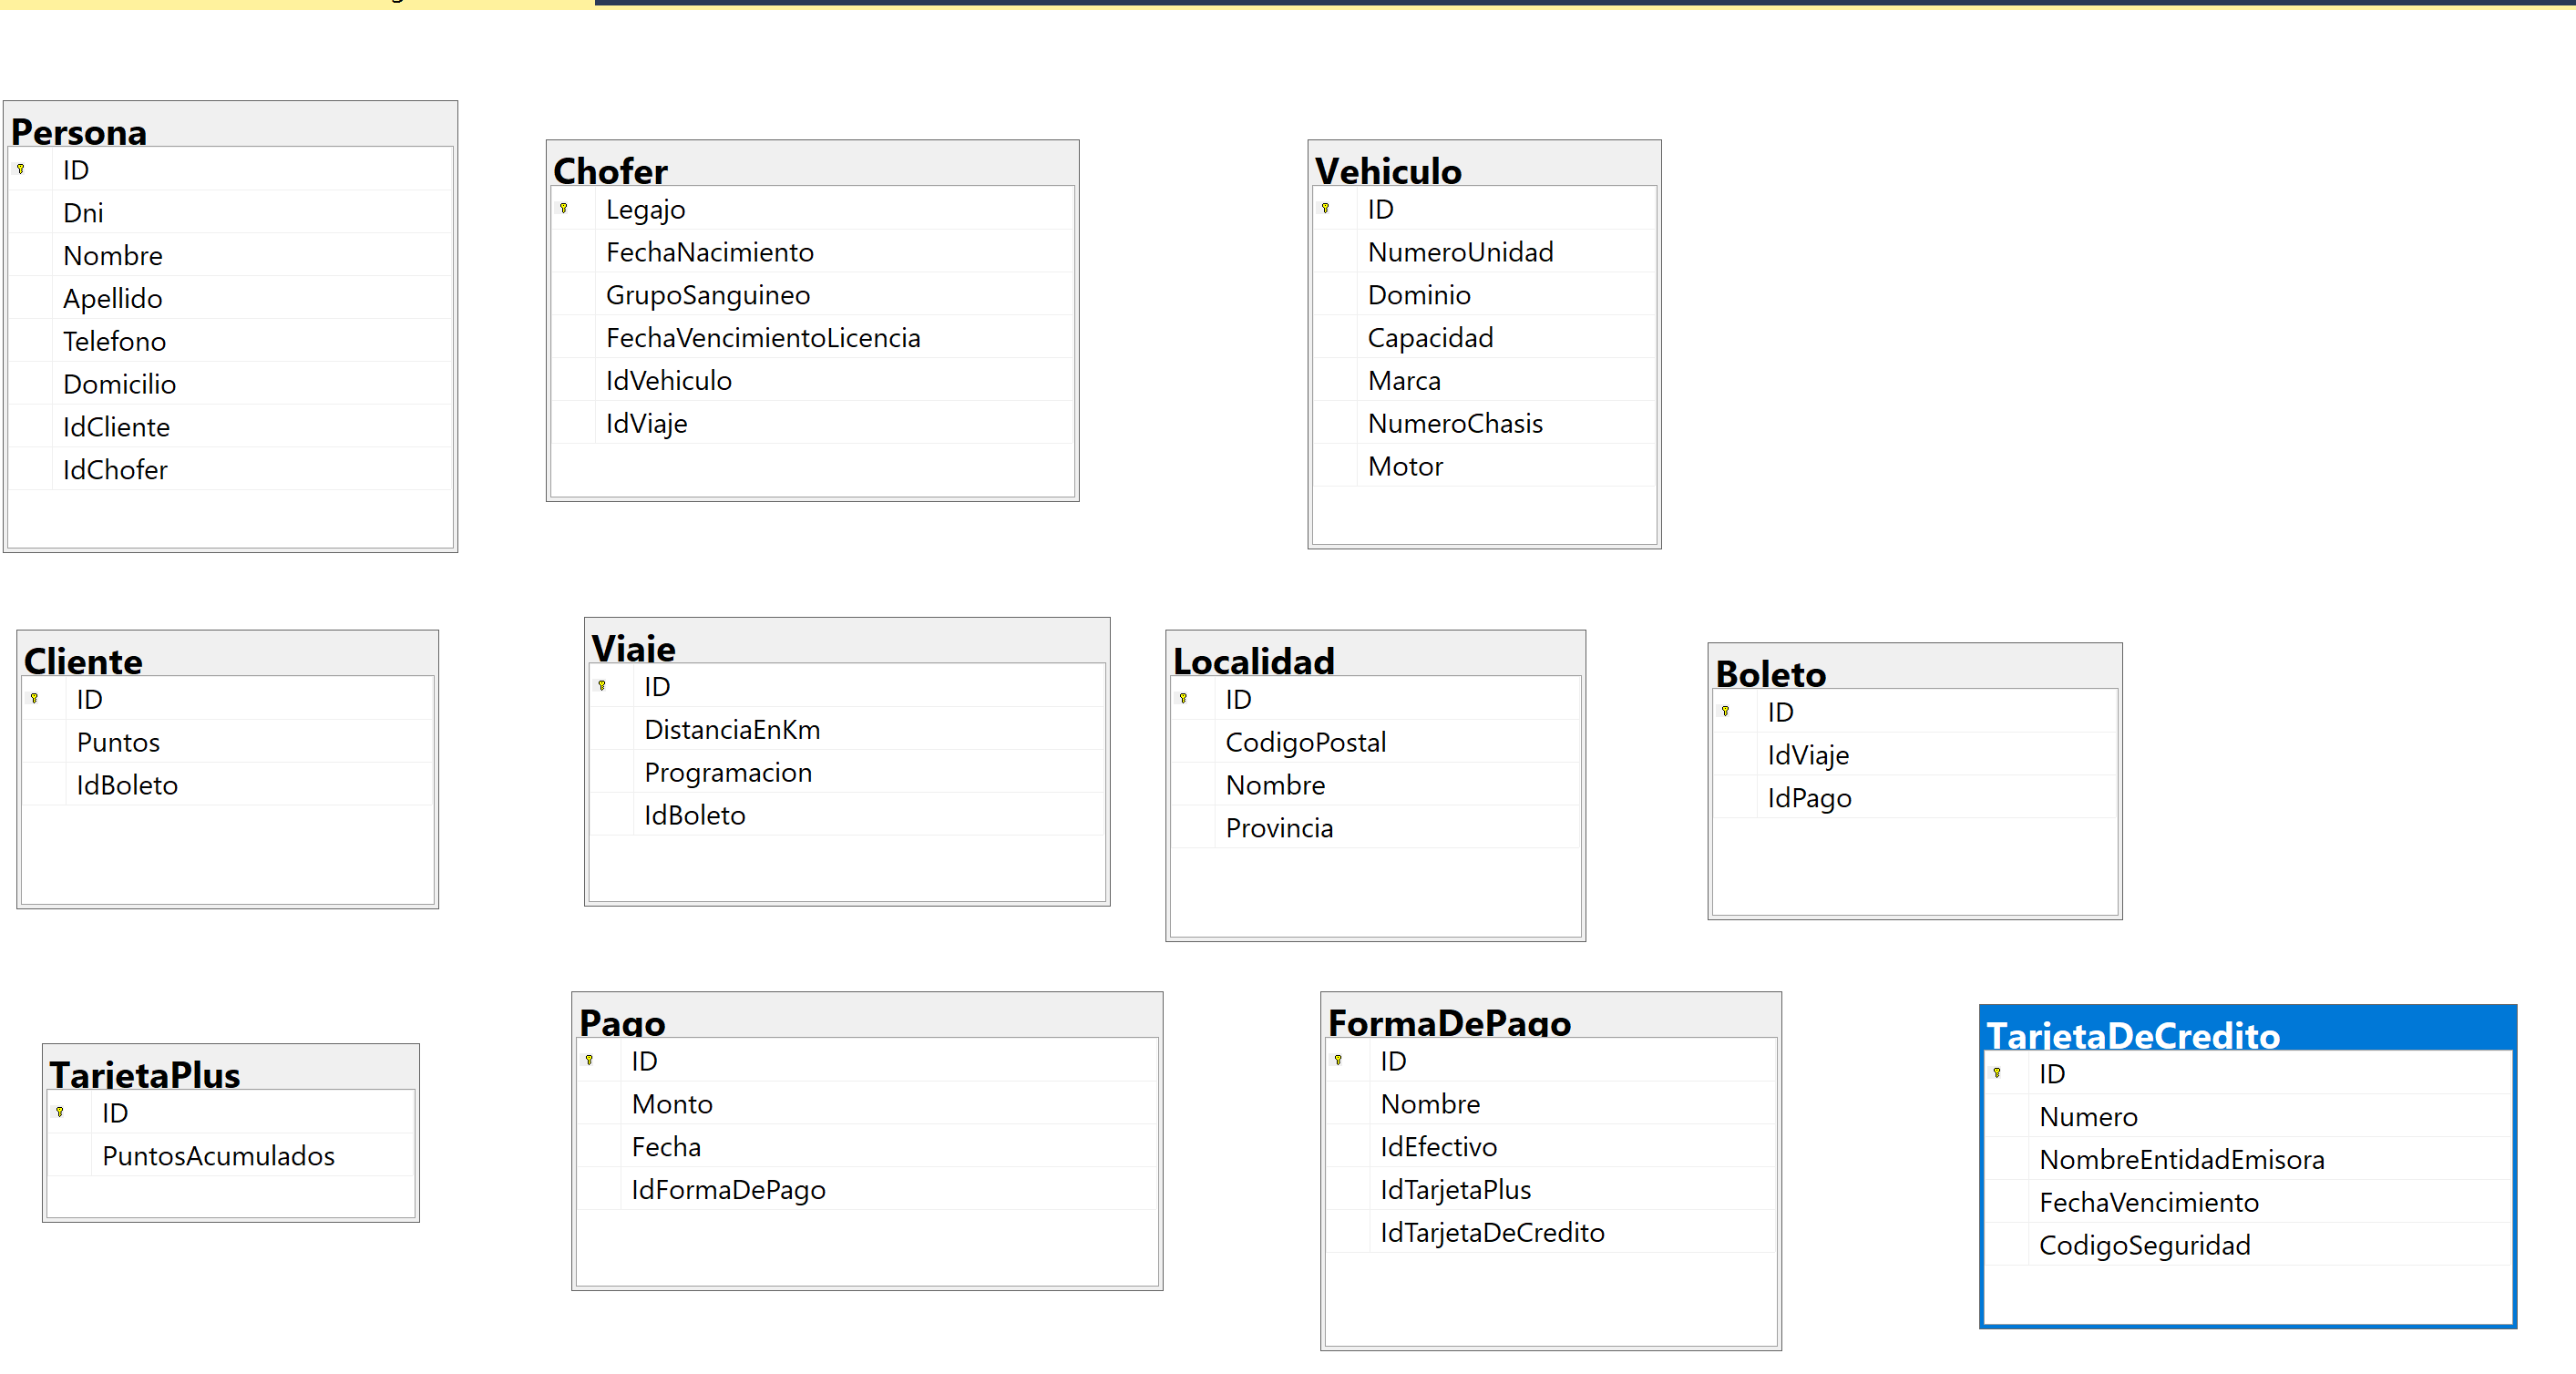 Persona
ID
Dni
Nombre
Apellido
Telefono
Domicilio
IdCliente
IdChofer
Chofer
Legajo
FechaNacimiento
GrupoSanguineo
FechaVencimientoLicencia
IdVehiculo
IdViaje
Vehiculo
ID
NumeroUnidad
Dominio
Capacidad
Marca
NumeroChasis
Motor
Cliente
ID
Puntos
IdBoleto
Viaje
ID
DistanciaEnKm
Programacion
IdBoleto
Localidad
ID
CodigoPostal
Nombre
Provincia
Boleto
ID
IdViaje
IdPago
TarjetaPlus
ID
PuntosAcumulados
Pago
ID
Monto
Fecha
IdFormaDePago
FormaDePago
ID
Nombre
IdEfectivo
IdTarjetaPlus
IdTarjetaDeCredito
TarjetaDeCredito
ID
Numero
NombreEntidadEmisora
FechaVencimiento
CodigoSeguridad